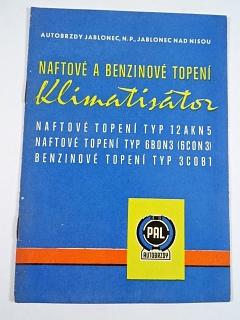 AUTOBRZDY JABLONEC, N. P., JABLONEC NAD NISOU
NAFTOVÉ A BENZINOVÉ TOPENÍ
Klimatisátor
NAFTOVÉ TOPENÍ TYP 12AKN5
NAFTOVÉ TOPENÍ TYP 6BON3 (6CON3)
BENZINOVÉ TOPENÍ TYP 3COB1
PAL
AUTOBRZDY